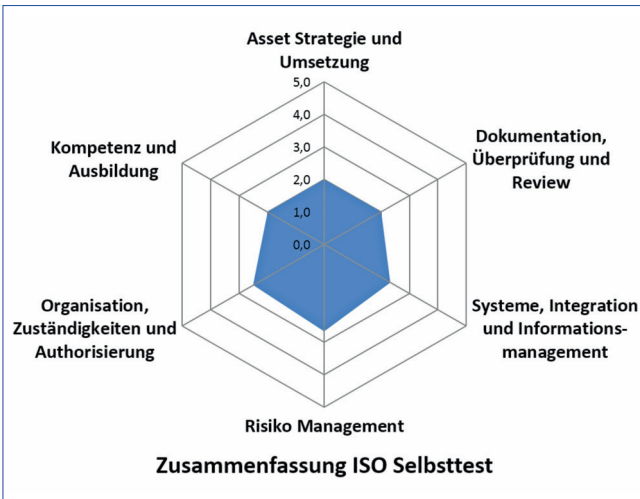 Asset Strategie und
Umsetzung
5,0
4,0
3,0
2,0
1,0
0,0
Kompetenz und
Ausbildung
Dokumentation,
Überprüfung und
Review
Organisation,
Zuständigkeiten und
Authorisierung
Systeme, Integration
und Informations-
management
Risiko Management
Zusammenfassung ISO Selbsttest